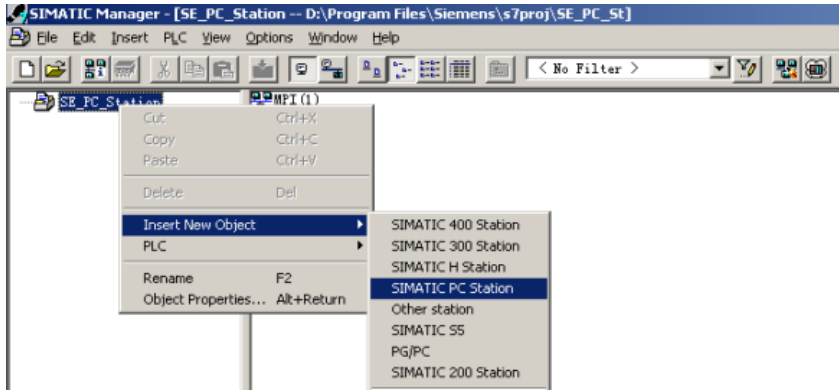 SIMATIC Manager - [SE_PC_Station -- D:\Program Files\Siemens\s7proj\SE_PC_St]
File Edit Insert PLC View Options Window Help
< No Filter >
SE_PC_Station
MPI(1)
Cut Ctrl+X
Copy Ctrl+C
Paste Ctrl+V
Delete Del
Insert New Object
PLC
Rename F2
Object Properties... Alt+Return
SIMATIC 400 Station
SIMATIC 300 Station
SIMATIC H Station
SIMATIC PC Station
Other station
SIMATIC S5
PG/PC
SIMATIC 200 Station